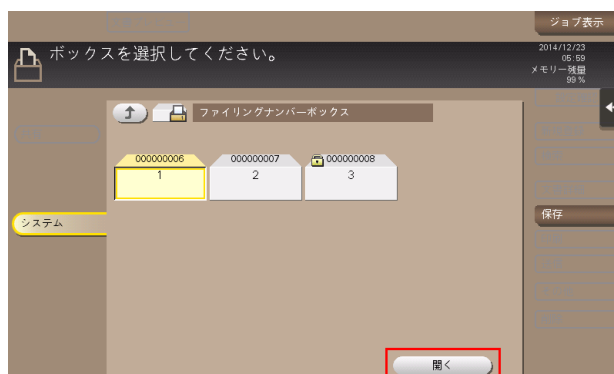 ジョブ表示
ボックスを選択してください。
2014/12/23
05:59
メモリー残量
99 %
ファイリングナンバーボックス
000000006
1
000000007
2
000000008
3
システム
保存
開く